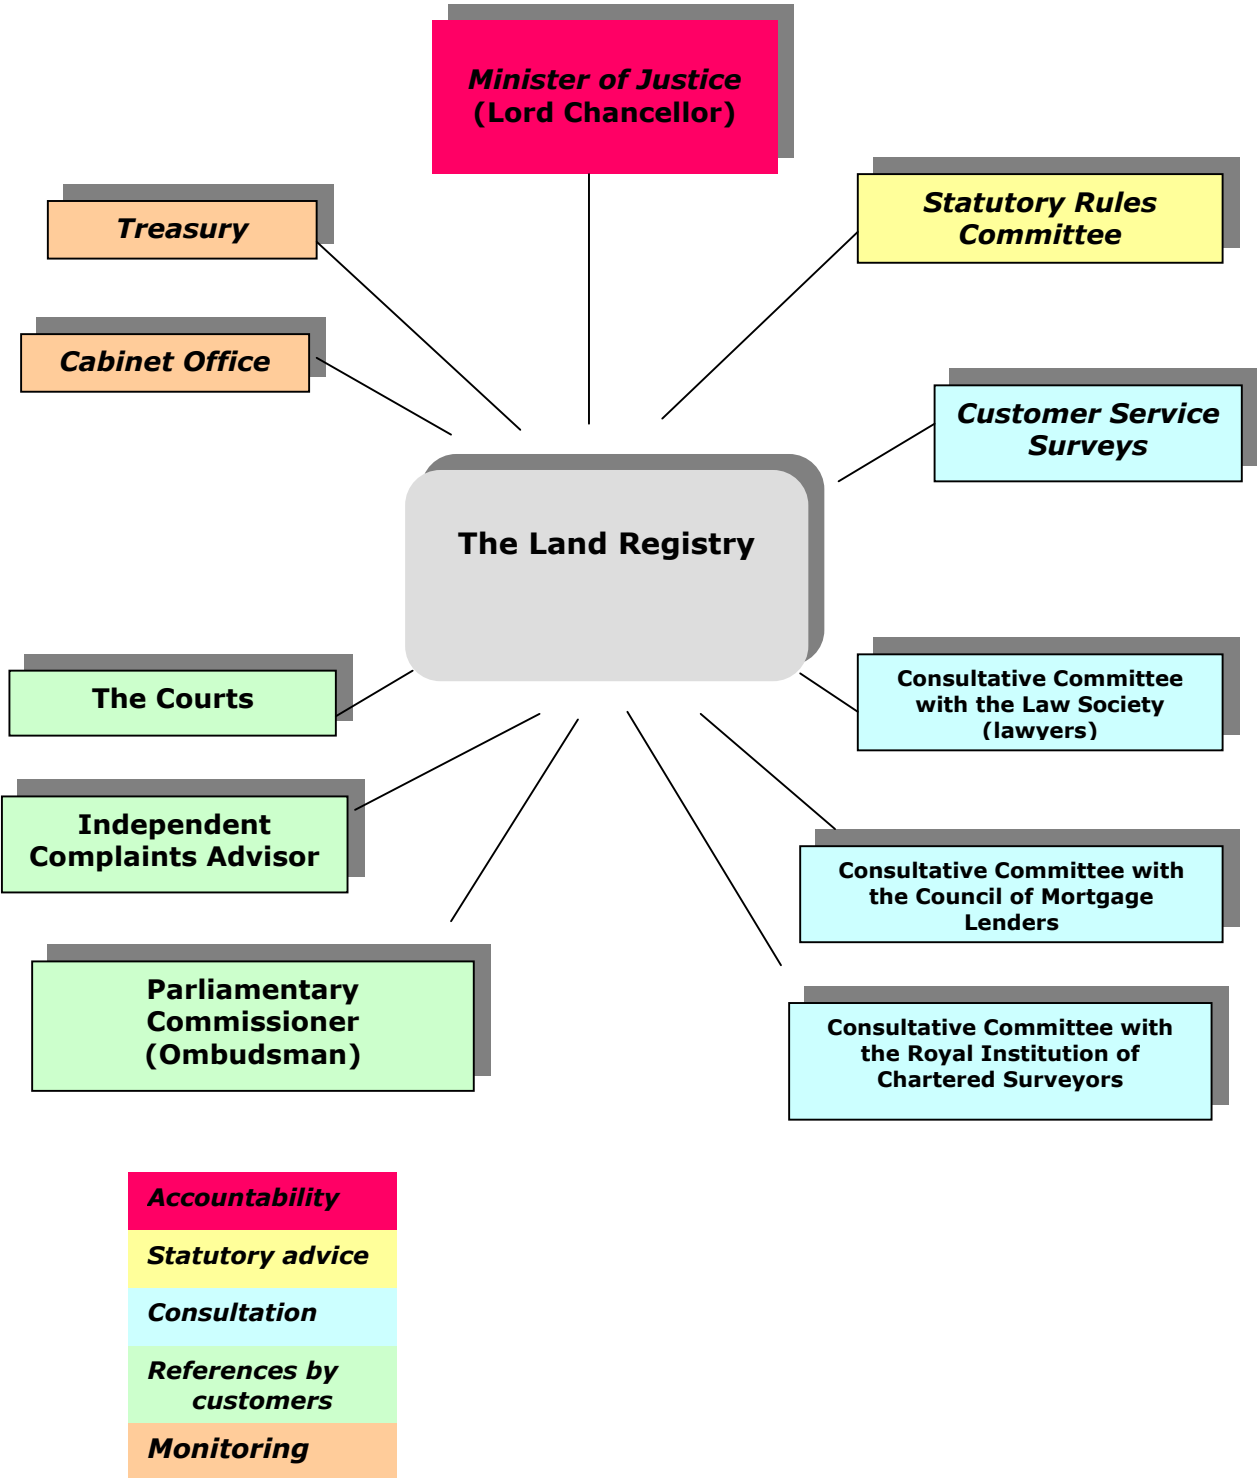 Minister of Justice
(Lord Chancellor)
Treasury
Statutory Rules
Committee
Cabinet Office
Customer Service
Surveys
The Land Registry
The Courts
Consultative Committee
with the Law Society
(lawyers)
Independent
Complaints Advisor
Consultative Committee with
the Council of Mortgage
Lenders
Parliamentary
Commissioner
(Ombudsman)
Consultative Committee with
the Royal Institution of
Chartered Surveyors
Accountability
Statutory advice
Consultation
References by
customers
Monitoring